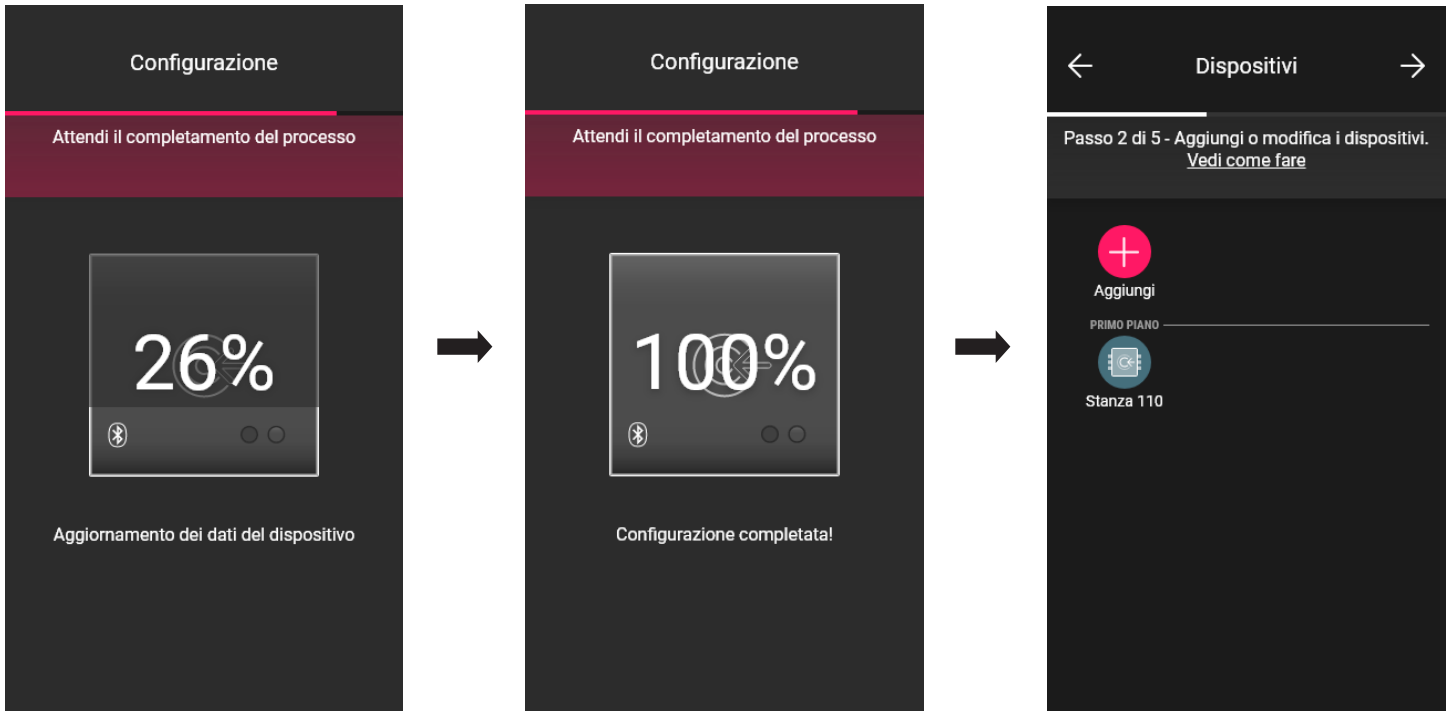 Configurazione
Attendi il completamento del processo
26%
Aggiornamento dei dati del dispositivo
Configurazione
Attendi il completamento del processo
100%
Configurazione completata!
Dispositivi
Passo 2 di 5 - Aggiungi o modifica i dispositivi.
Vedi come fare
Aggiungi
PRIMO PIANO
Stanza 110